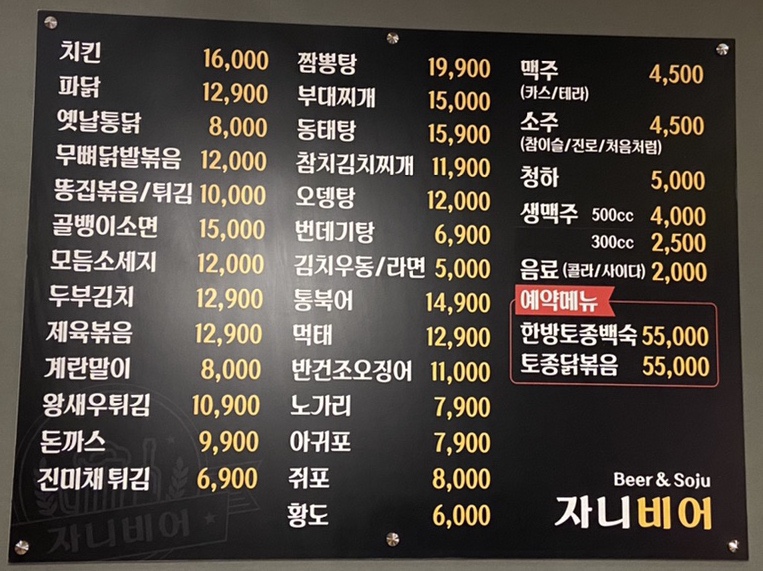 치킨 16,000
파닭 12,900
옛날통닭 8,000
무뼈닭발볶음 12,000
똥집볶음/튀김 10,000
골뱅이소면 15,000
모듬소세지 12,000
두부김치 12,900
제육볶음 12,900
계란말이 8,000
왕새우튀김 10,900
돈까스 9,900
진미채튀김 6,900
자니비어
짬뽕탕 19,900
부대찌개 15,000
동태탕 15,900
참치김치찌개 11,900
오뎅탕 12,000
번데기탕 6,900
김치우동/라면 5,000
통북어 14,900
먹태 12,900
반건조오징어 11,000
노가리 7,900
아귀포 7,900
쥐포 8,000
황도 6,000
맥주 4,500
(카스/테라)
소주 4,500
(참이슬/진로/처음처럼)
청하 5,000
생맥주 500cc 4,000
300cc 2,500
음료 (콜라/사이다) 2,000
예약메뉴
한방토종백숙 55,000
토종닭볶음 55,000
Beer & Soju
자니비어